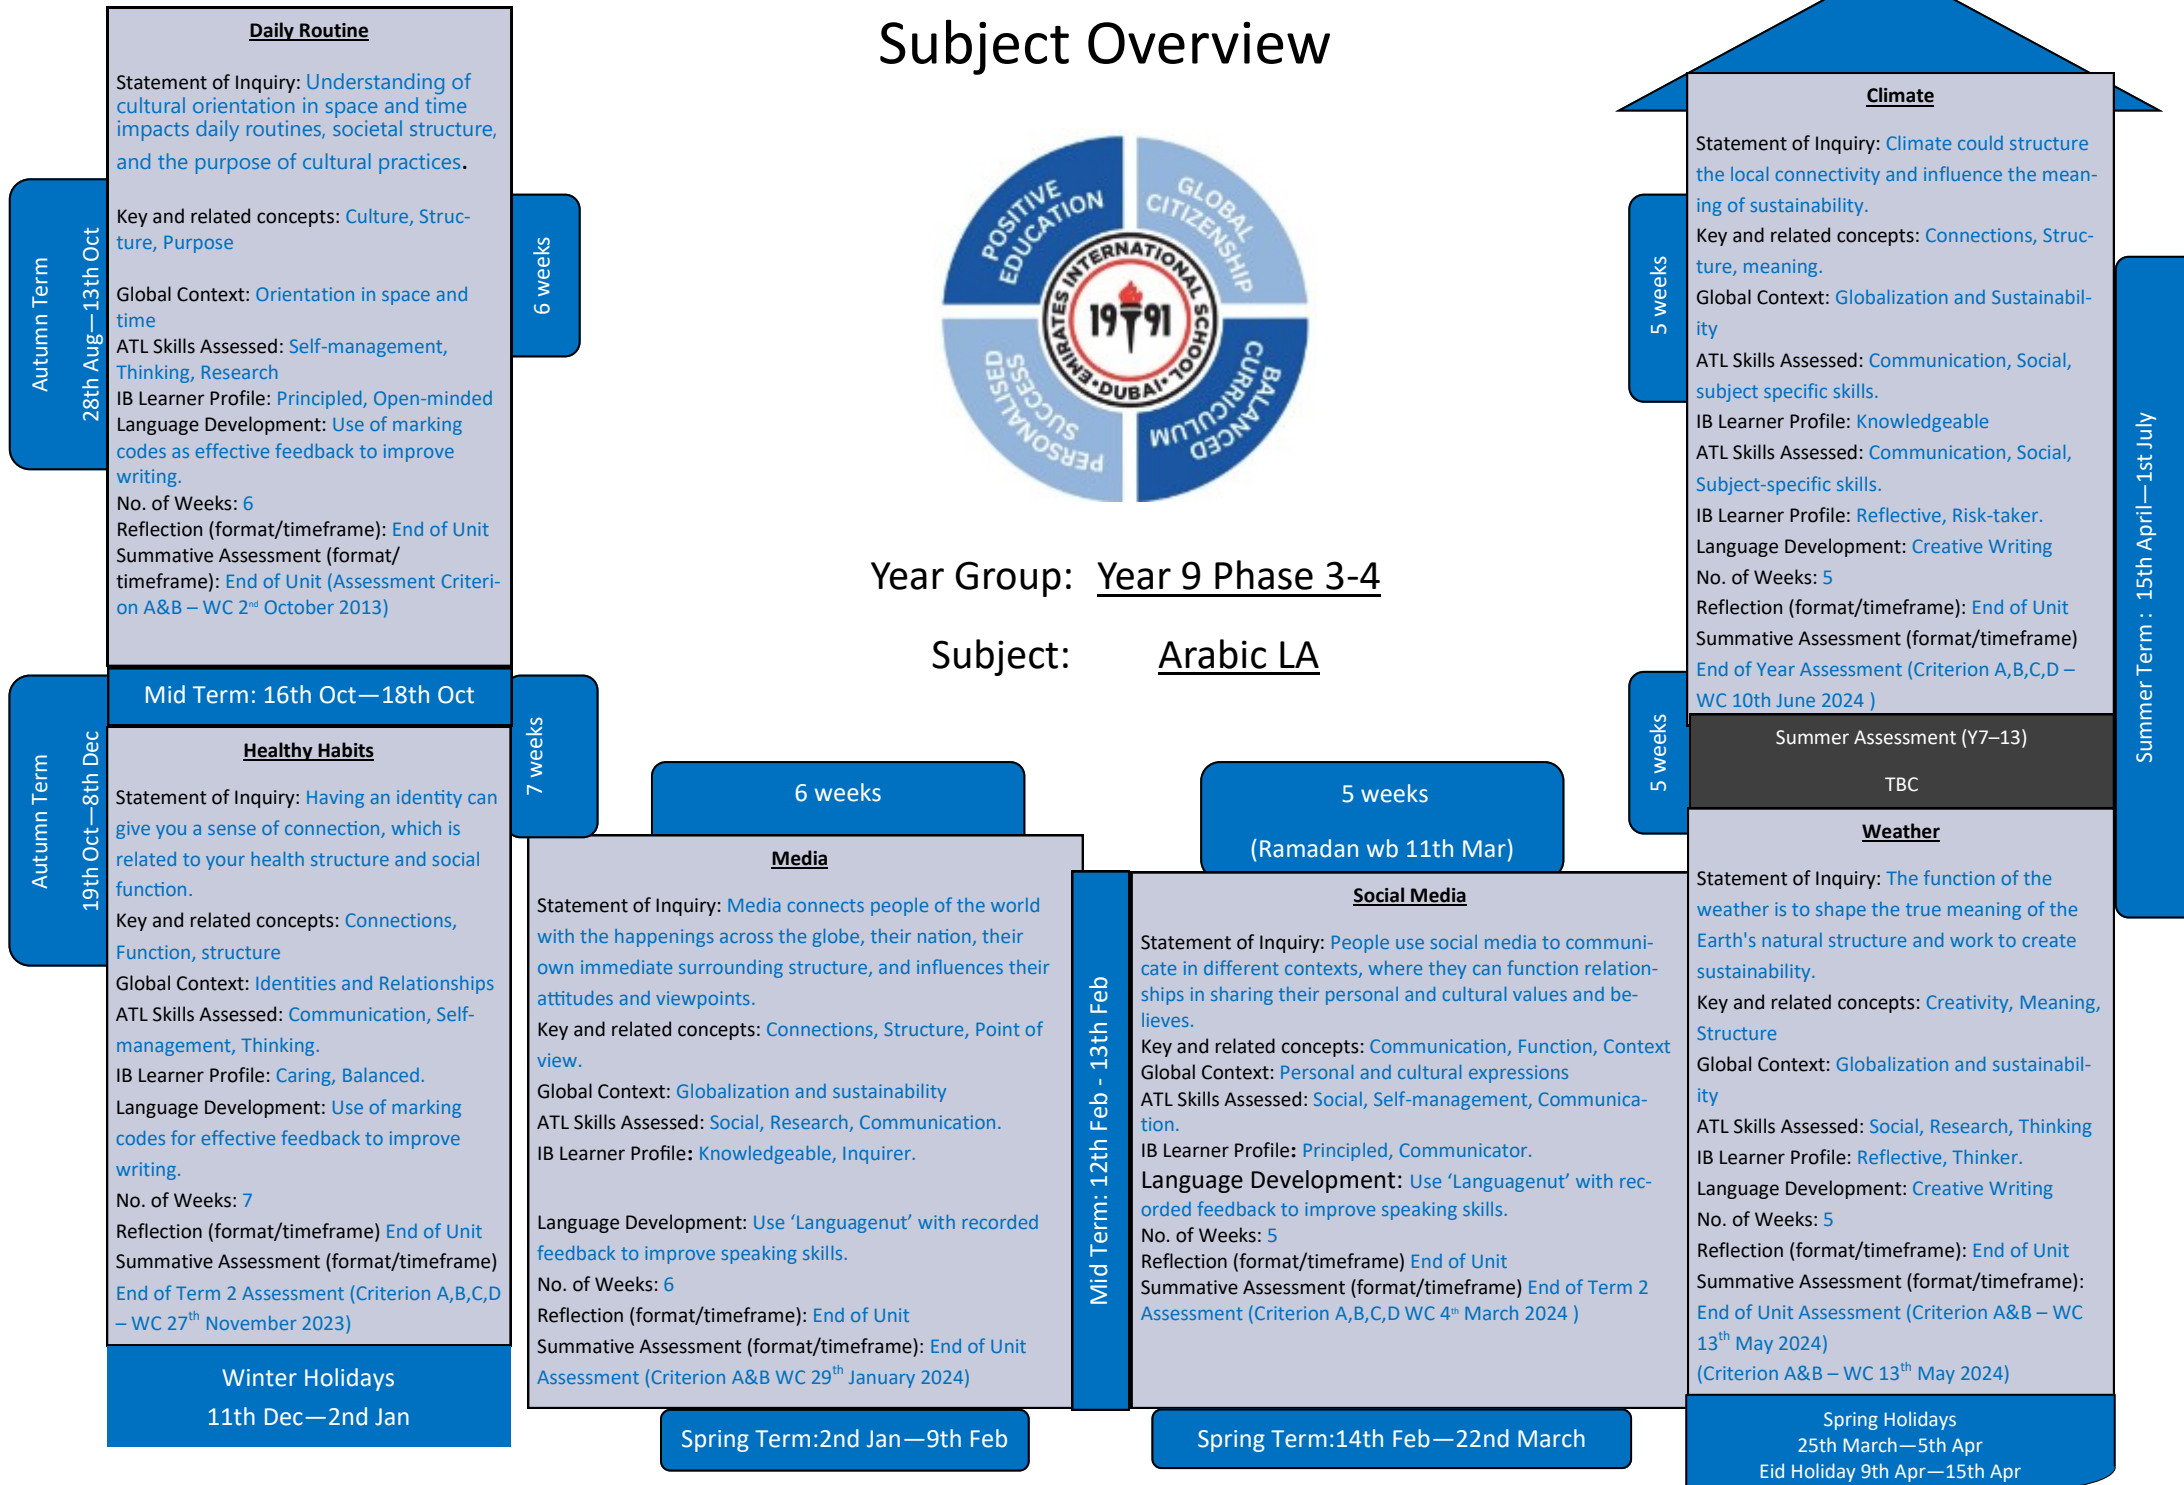 Subject Overview
POSITIVE EDUCATION
GLOBAL CITIZENSHIP
BALANCED CURRICULUM
PERSONALISED SUCCESS
EMIRATES INTERNATIONAL SCHOOL
•DUBAI•
1991
Year Group: Year 9 Phase 3-4
Subject: Arabic LA
Autumn Term
28th Aug—13th Oct
6 weeks
Daily Routine
Statement of Inquiry: Understanding of
cultural orientation in space and time
impacts daily routines, societal structure,
and the purpose of cultural practices.
Key and related concepts: Culture, Struc-
ture, Purpose
Global Context: Orientation in space and
time
ATL Skills Assessed: Self-management,
Thinking, Research
IB Learner Profile: Principled, Open-minded
Language Development: Use of marking
codes as effective feedback to improve
writing.
No. of Weeks: 6
Reflection (format/timeframe): End of Unit
Summative Assessment (format/
timeframe): End of Unit (Assessment Criteri-
on A&B – WC 2nd October 2013)
Mid Term: 16th Oct—18th Oct
Autumn Term
19th Oct—8th Dec
7 weeks
Healthy Habits
Statement of Inquiry: Having an identity can
give you a sense of connection, which is
related to your health structure and social
function.
Key and related concepts: Connections,
Function, structure
Global Context: Identities and Relationships
ATL Skills Assessed: Communication, Self-
management, Thinking.
IB Learner Profile: Caring, Balanced.
Language Development: Use of marking
codes for effective feedback to improve
writing.
No. of Weeks: 7
Reflection (format/timeframe) End of Unit
Summative Assessment (format/timeframe)
End of Term 2 Assessment (Criterion A,B,C,D
– WC 27th November 2023)
Winter Holidays
11th Dec—2nd Jan
6 weeks
Media
Statement of Inquiry: Media connects people of the world
with the happenings across the globe, their nation, their
own immediate surrounding structure, and influences their
attitudes and viewpoints.
Key and related concepts: Connections, Structure, Point of
view.
Global Context: Globalization and sustainability
ATL Skills Assessed: Social, Research, Communication.
IB Learner Profile: Knowledgeable, Inquirer.
Language Development: Use ‘Languagenut’ with recorded
feedback to improve speaking skills.
No. of Weeks: 6
Reflection (format/timeframe): End of Unit
Summative Assessment (format/timeframe): End of Unit
Assessment (Criterion A&B WC 29th January 2024)
Spring Term:2nd Jan—9th Feb
Mid Term: 12th Feb - 13th Feb
5 weeks
(Ramadan wb 11th Mar)
Social Media
Statement of Inquiry: People use social media to communi-
cate in different contexts, where they can function relation-
ships in sharing their personal and cultural values and be-
lieves.
Key and related concepts: Communication, Function, Context
Global Context: Personal and cultural expressions
ATL Skills Assessed: Social, Self-management, Communica-
tion.
IB Learner Profile: Principled, Communicator.
Language Development: Use ‘Languagenut’ with rec-
orded feedback to improve speaking skills.
No. of Weeks: 5
Reflection (format/timeframe) End of Unit
Summative Assessment (format/timeframe) End of Term 2
Assessment (Criterion A,B,C,D WC 4th March 2024 )
Spring Term:14th Feb—22nd March
5 weeks
Climate
Statement of Inquiry: Climate could structure
the local connectivity and influence the mean-
ing of sustainability.
Key and related concepts: Connections, Struc-
ture, meaning.
Global Context: Globalization and Sustainabil-
ity
ATL Skills Assessed: Communication, Social,
subject specific skills.
IB Learner Profile: Knowledgeable
ATL Skills Assessed: Communication, Social,
Subject-specific skills.
IB Learner Profile: Reflective, Risk-taker.
Language Development: Creative Writing
No. of Weeks: 5
Reflection (format/timeframe): End of Unit
Summative Assessment (format/timeframe)
End of Year Assessment (Criterion A,B,C,D –
WC 10th June 2024 )
Summer Assessment (Y7–13)
TBC
Summer Term : 15th April—1st July
5 weeks
Weather
Statement of Inquiry: The function of the
weather is to shape the true meaning of the
Earth's natural structure and work to create
sustainability.
Key and related concepts: Creativity, Meaning,
Structure
Global Context: Globalization and sustainabil-
ity
ATL Skills Assessed: Social, Research, Thinking
IB Learner Profile: Reflective, Thinker.
Language Development: Creative Writing
No. of Weeks: 5
Reflection (format/timeframe): End of Unit
Summative Assessment (format/timeframe):
End of Unit Assessment (Criterion A&B – WC
13th May 2024)
(Criterion A&B – WC 13th May 2024)
Spring Holidays
25th March—5th Apr
Eid Holiday 9th Apr—15th Apr